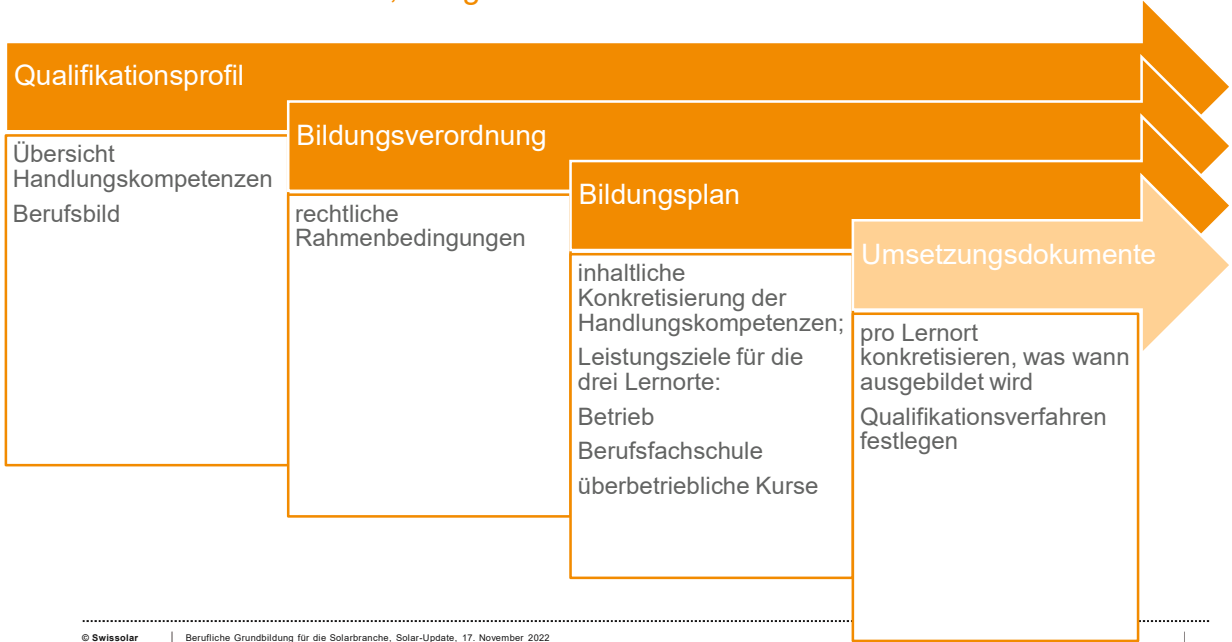 Qualifikationsprofil
Übersicht
Handlungskompetenzen
Berufsbild
Bildungsverordnung
rechtliche
Rahmenbedingungen
Bildungsplan
inhaltliche
Konkretisierung der
Handlungskompetenzen;
Leistungsziele für die
drei Lernorte:
Betrieb
Berufsfachschule
überbetriebliche Kurse
Umsetzungsdokumente
pro Lernort
konkretisieren, was wann
ausgebildet wird
Qualifikationsverfahren
festlegen
© Swissolar | Berufliche Grundbildung für die Solarbranche, Solar-Update, 17. November 2022 |